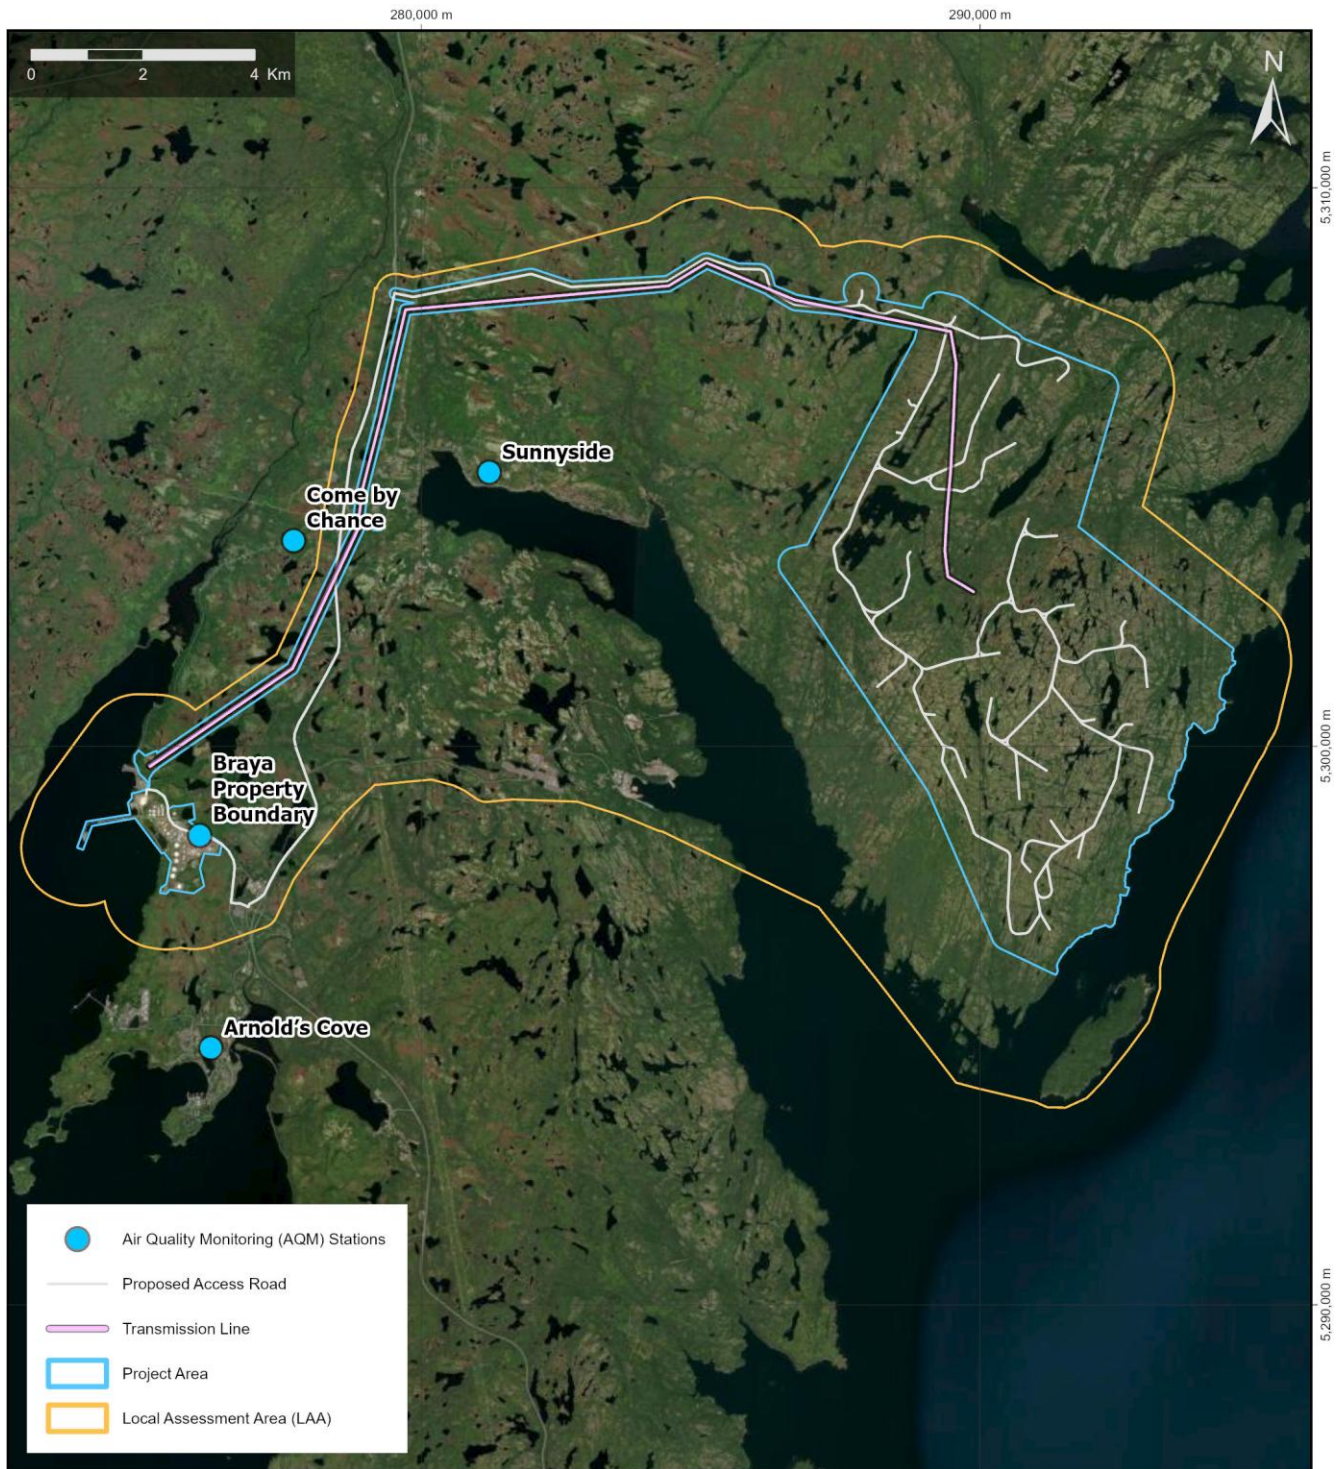 280,000 m
290,000 m
0 2 4 Km
N
5,310,000 m
Sunnyside
Come by
Chance
5,300,000 m
Braya
Property
Boundary
Arnold's Cove
Air Quality Monitoring (AQM) Stations
Proposed Access Road
Transmission Line
Project Area
Local Assessment Area (LAA)
5,290,000 m